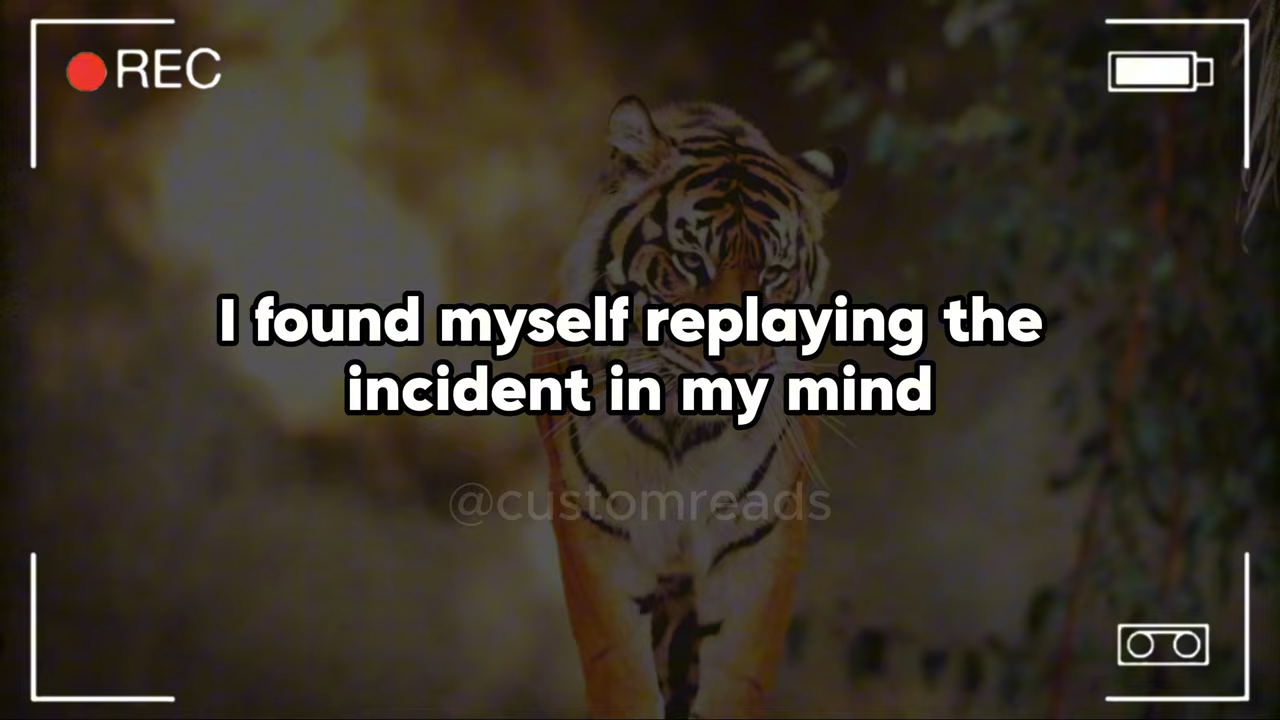 REC
I found myself replaying the
incident in my mind
@customreads